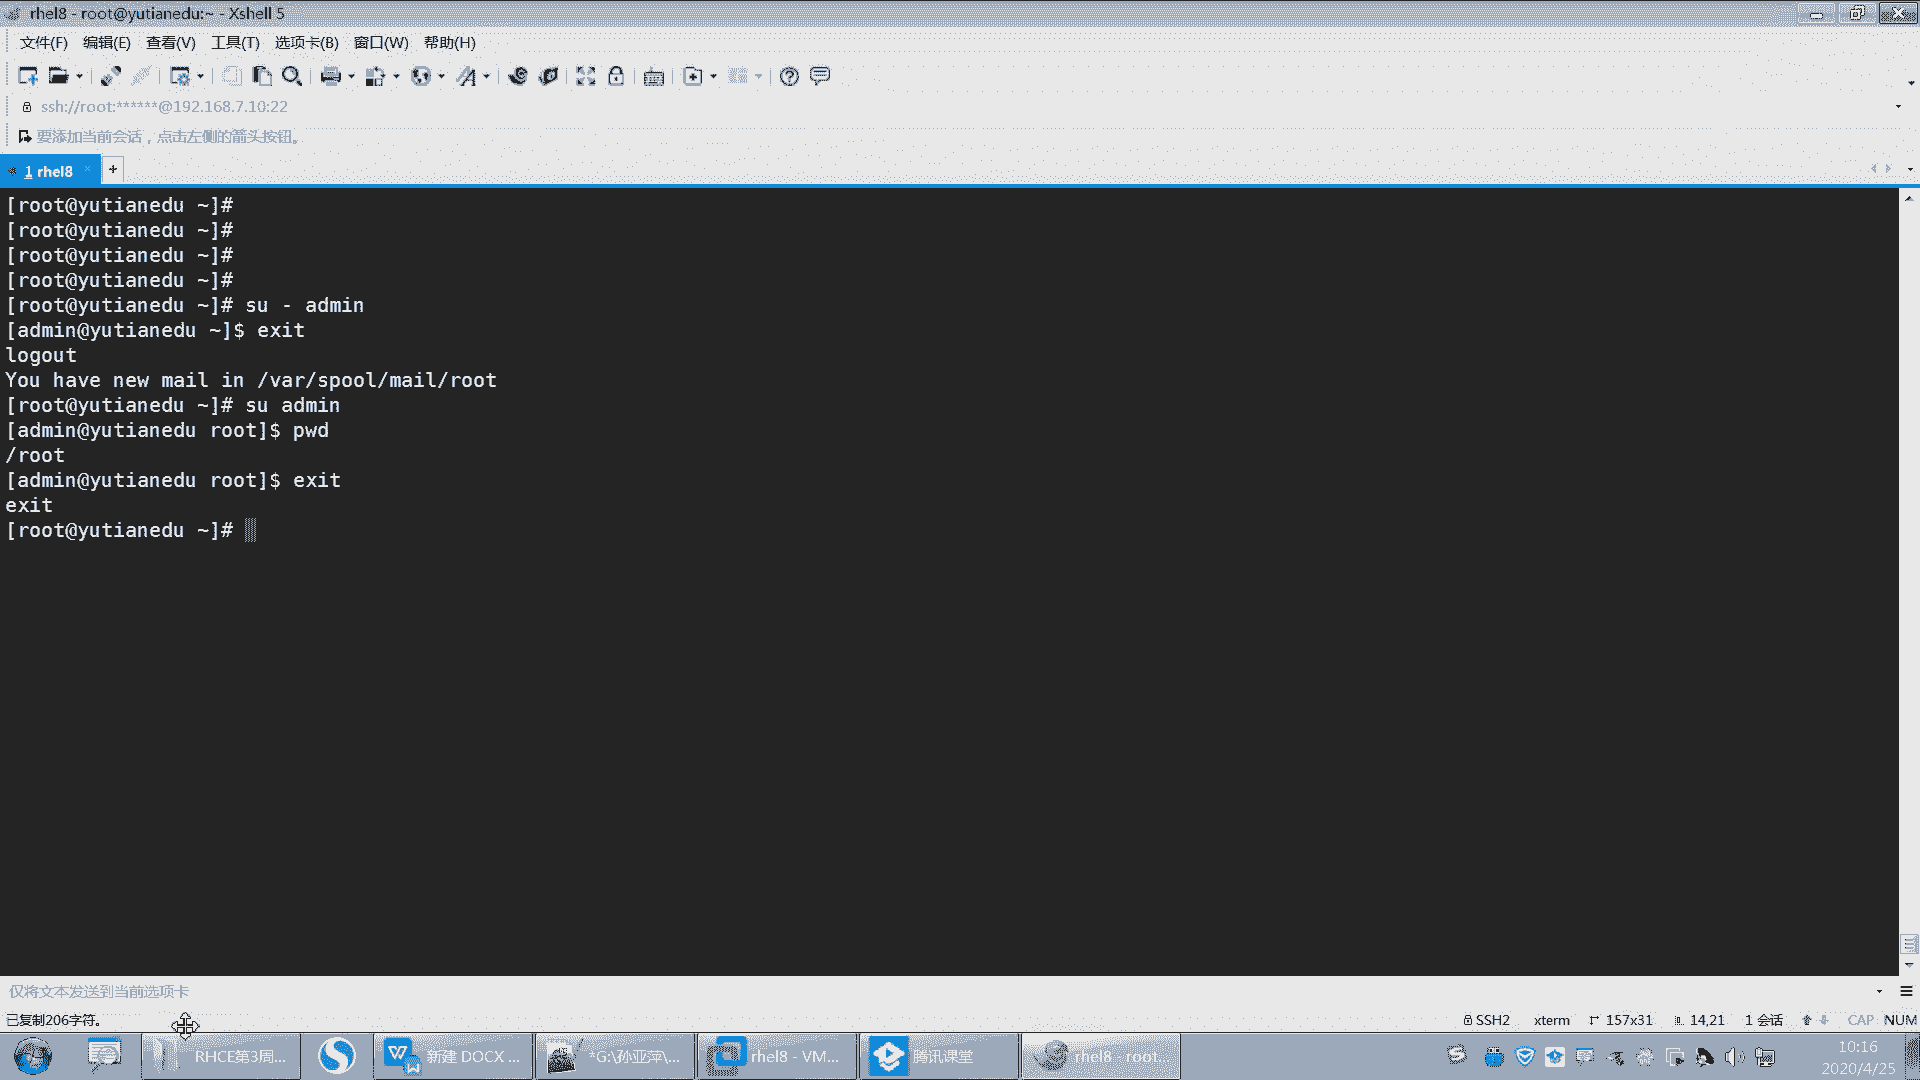 rhel8 - root@yutianedu:~ - Xshell 5
文件(F) 编辑(E) 查看(V) 工具(T) 选项卡(B) 窗口(W) 帮助(H)
ssh://root:******@192.168.7.10:22
要添加当前会话，点击左侧的箭头按钮。
1 rhel8
[root@yutianedu ~]#
[root@yutianedu ~]#
[root@yutianedu ~]#
[root@yutianedu ~]#
[root@yutianedu ~]# su - admin
[admin@yutianedu ~]$ exit
logout
You have new mail in /var/spool/mail/root
[root@yutianedu ~]# su admin
[admin@yutianedu root]$ pwd
/root
[admin@yutianedu root]$ exit
exit
[root@yutianedu ~]#
仅将文本发送到当前选项卡
已复制206字符。 SSH2 xterm 157x31 14,21 1 会话 CAP NUM
RHCE第3周... 新建 DOCX ... *G:\孙亚萍\... rhel8 - VM... 腾讯课堂 rhel8 - root... 10:16
2020/4/25